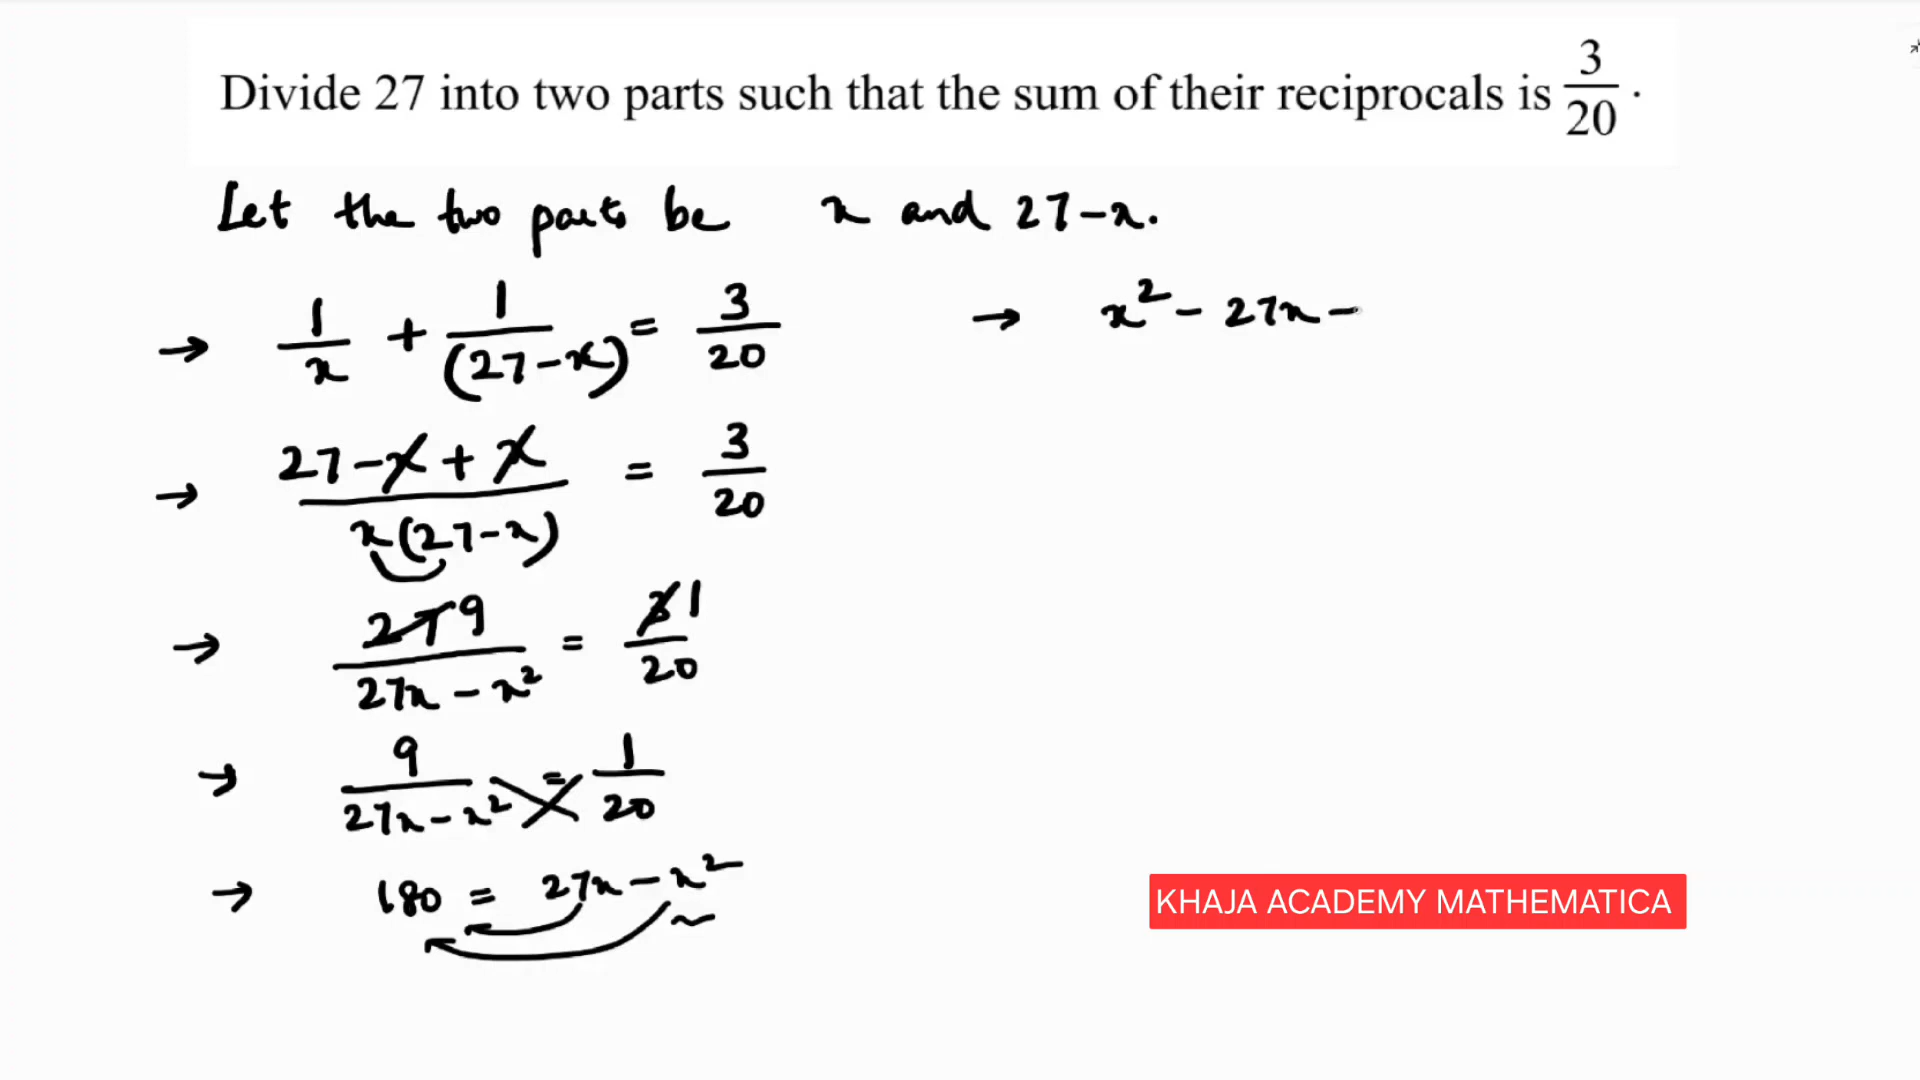 Divide 27 into two parts such that the sum of their reciprocals is 3/20 .
Let the two parts be x and 27-x.
→ 1/x + 1/(27-x) = 3/20
→ (27-x+x)/(x(27-x)) = 3/20
→ 27 9/(27x - x²) = 3 1/20
→ 9/(27x-x²) = 1/20
→ 180 = 27x - x²
→ x² - 27x -
KHAJA ACADEMY MATHEMATICA